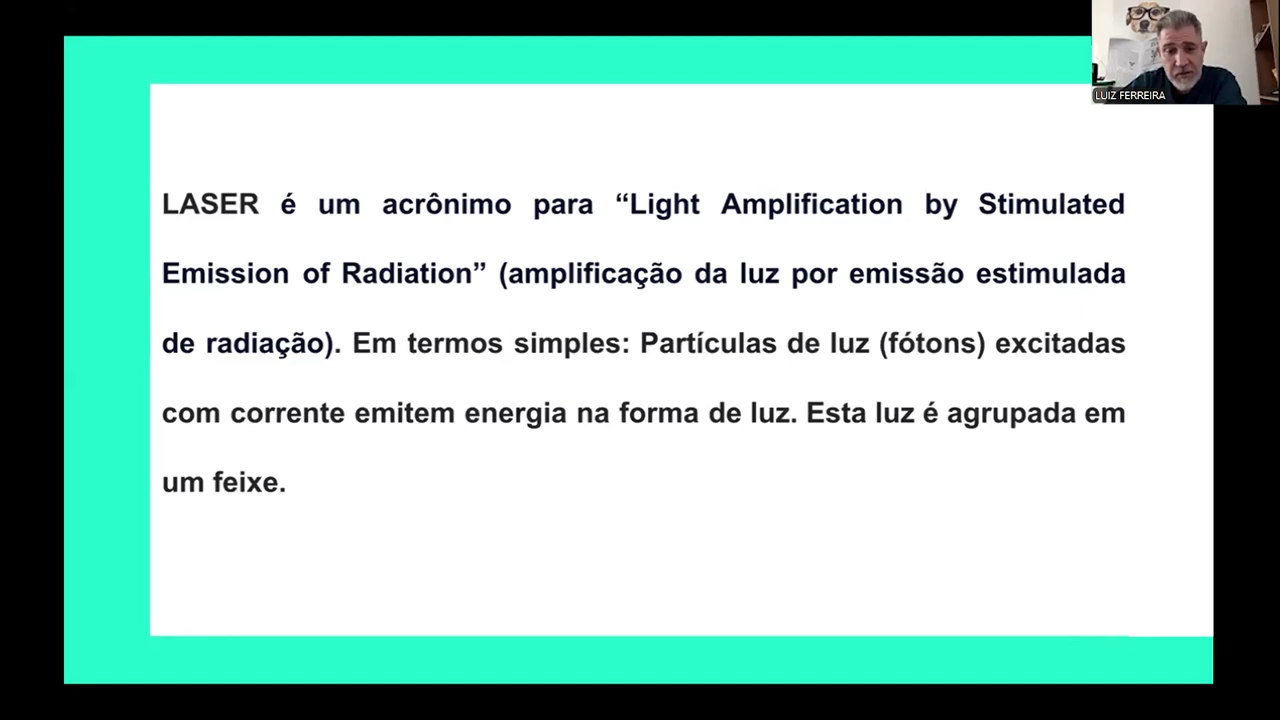 LUIZ FERREIRA
LASER é um acrônimo para “Light Amplification by Stimulated
Emission of Radiation” (amplificação da luz por emissão estimulada
de radiação). Em termos simples: Partículas de luz (fótons) excitadas
com corrente emitem energia na forma de luz. Esta luz é agrupada em
um feixe.